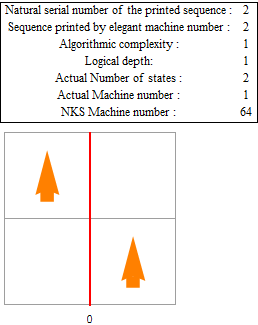 Natural serial number of the printed sequence : 2
Sequence printed by elegant machine number : 2
Algorithmic complexity : 1
Logical depth: 1
Actual Number of states : 2
Actual Machine number : 1
NKS Machine number : 64
0